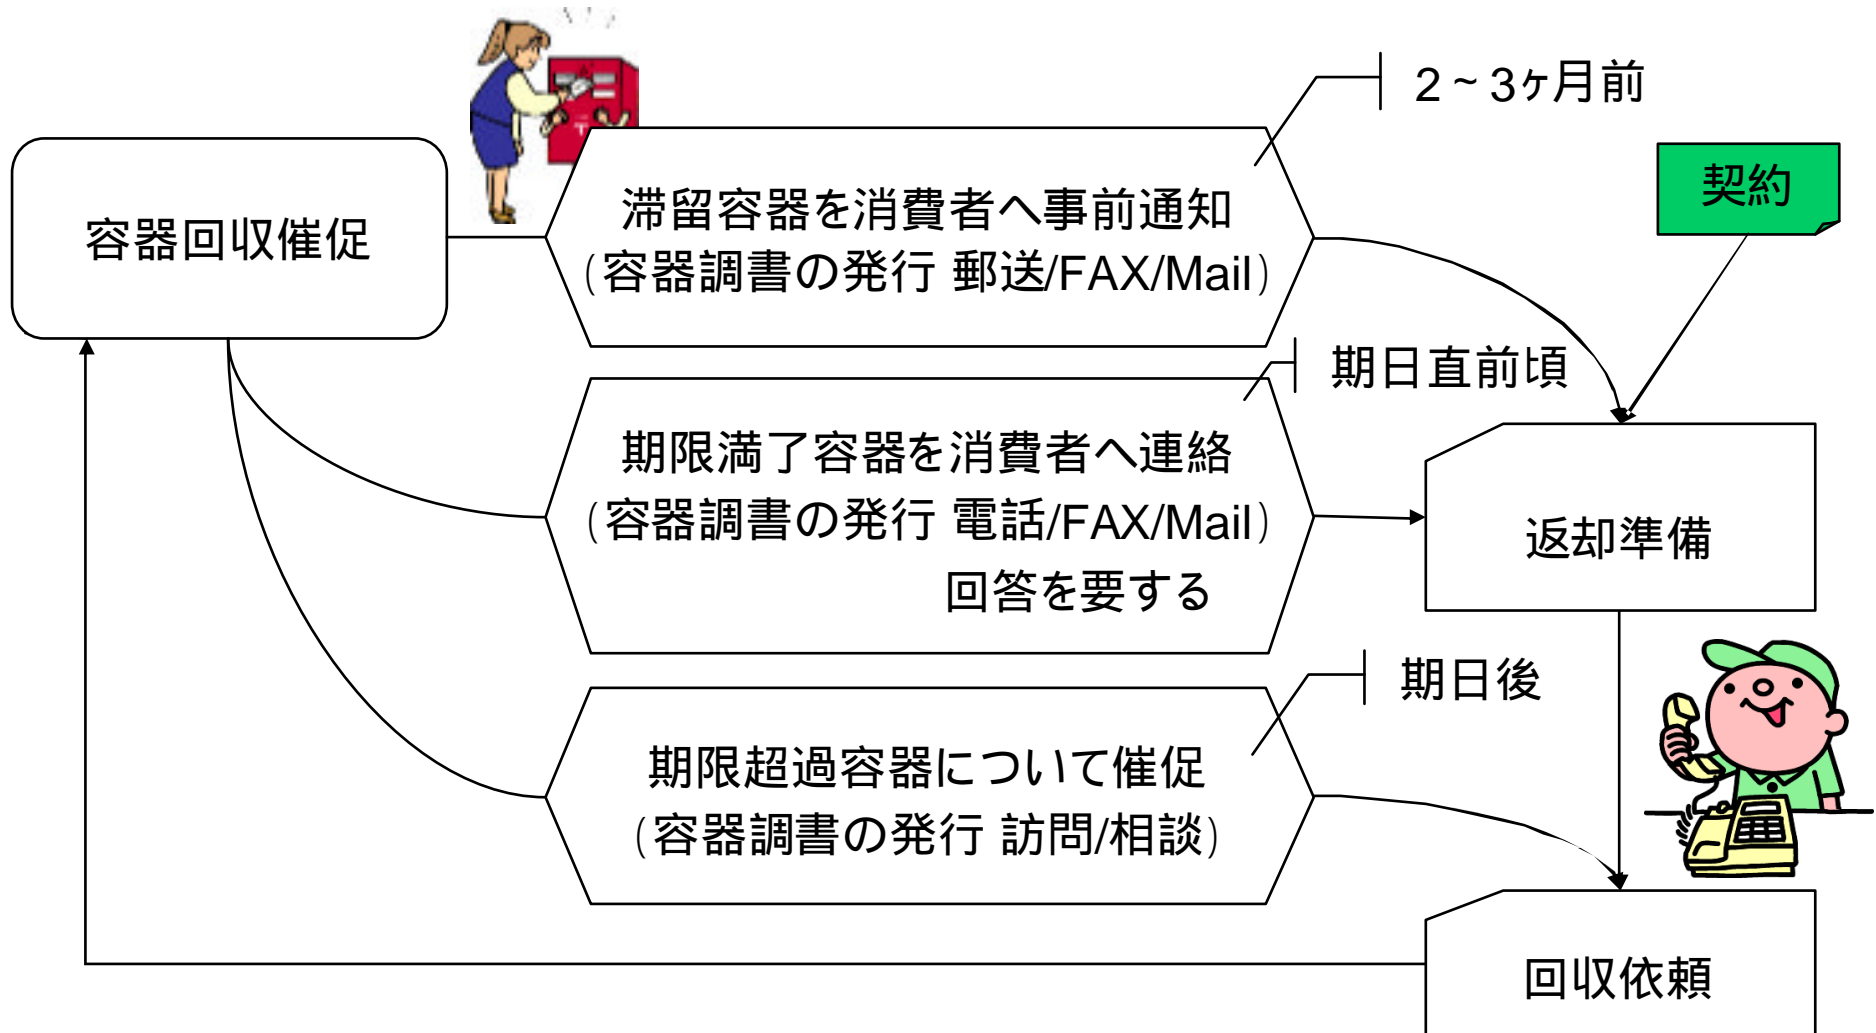 2～3ヶ月前
契約
容器回収催促
滞留容器を消費者へ事前通知
(容器調書の発行 郵送/FAX/Mail)
期日直前頃
期限満了容器を消費者へ連絡
(容器調書の発行 電話/FAX/Mail)
回答を要する
返却準備
期日後
期限超過容器について催促
(容器調書の発行 訪問/相談)
回収依頼